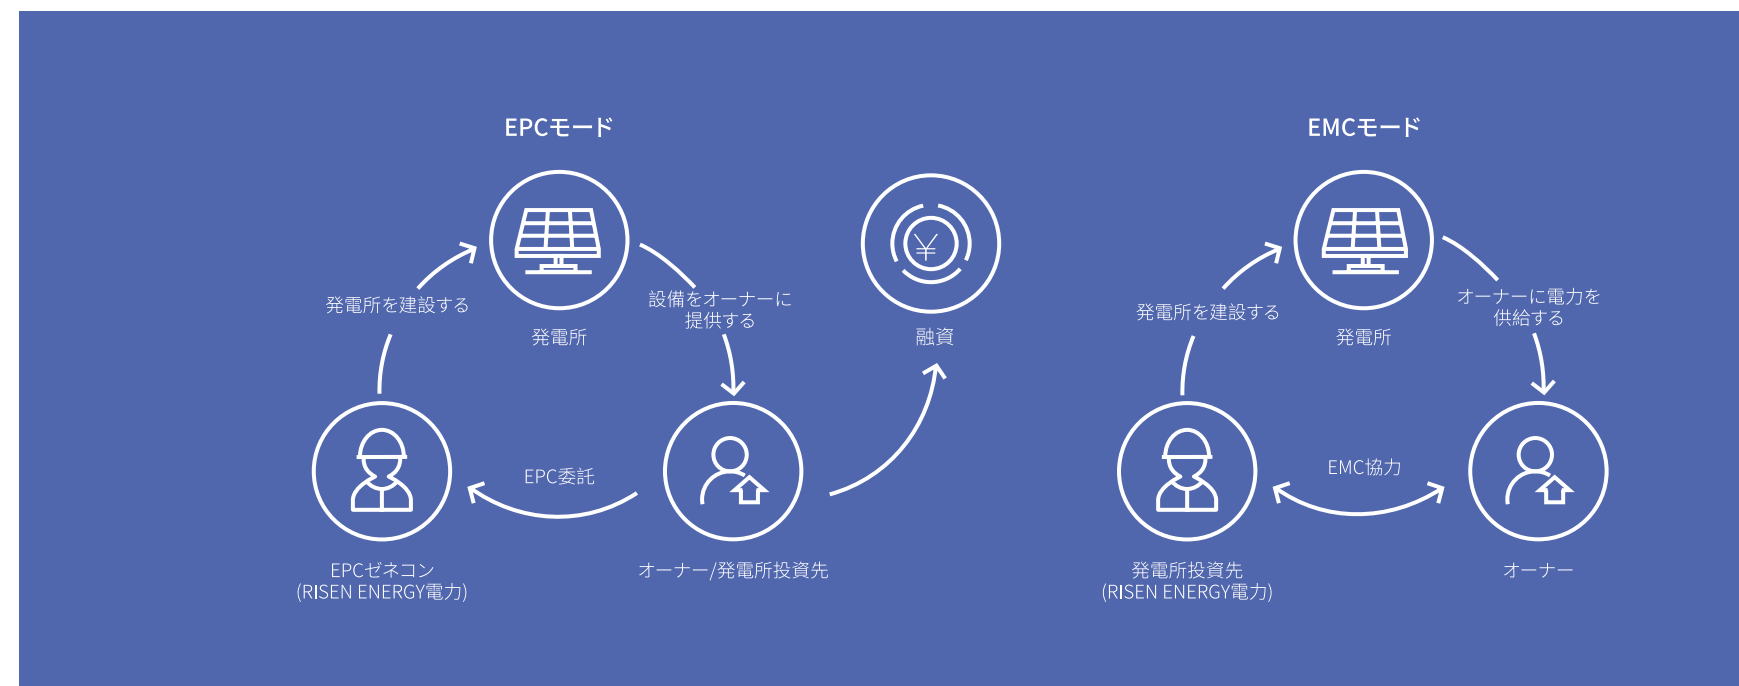 EPCモード
発電所を建設する
発電所
設備をオーナーに
提供する
¥
融資
EPC委託
EPCゼネコン
(RISEN ENERGY電力)
オーナー/発電所投資先
EMCモード
発電所を建設する
発電所
オーナーに電力を
供給する
EMC協力
発電所投資先
(RISEN ENERGY電力)
オーナー